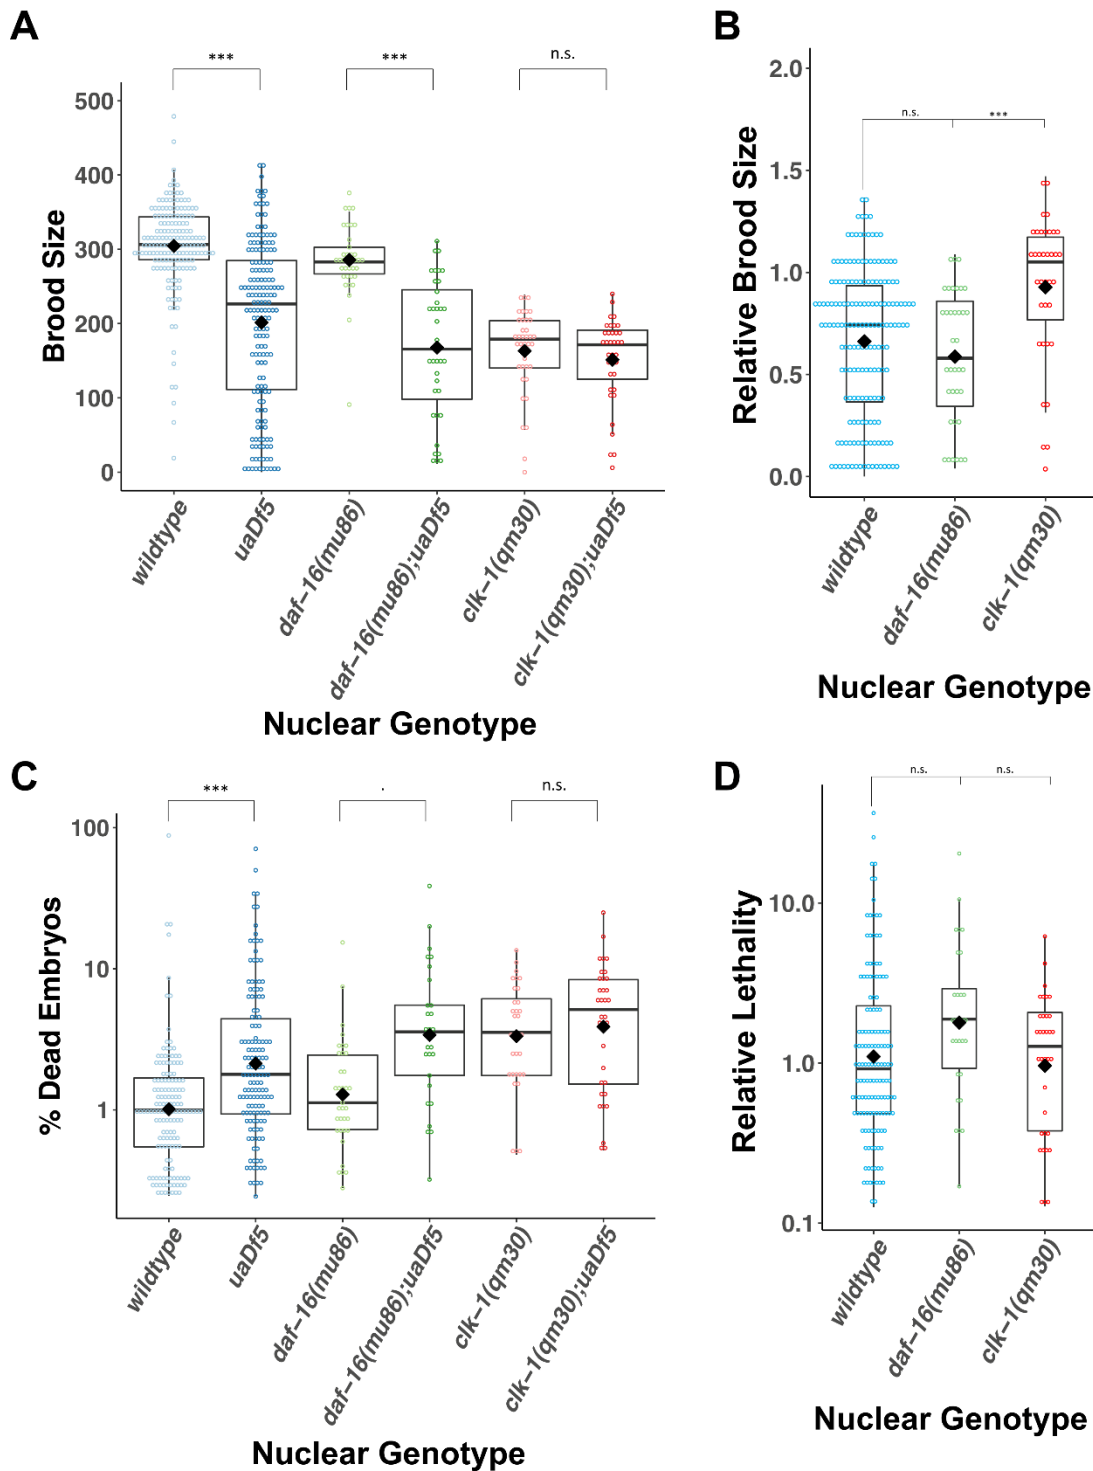 A
*** *** n.s.
500
400
300
200
100
0
Brood Size
wildtype
uaDf5
daf-16(mu86)
daf-16(mu86);uaDf5
clk-1(qm30)
clk-1(qm30);uaDf5
Nuclear Genotype
B
n.s. ***
2.0
1.5
1.0
0.5
0.0
Relative Brood Size
wildtype
daf-16(mu86)
clk-1(qm30)
Nuclear Genotype
C
*** . n.s.
100
10
1
% Dead Embryos
wildtype
uaDf5
daf-16(mu86)
daf-16(mu86);uaDf5
clk-1(qm30)
clk-1(qm30);uaDf5
Nuclear Genotype
D
n.s. n.s.
10.0
1.0
0.1
Relative Lethality
wildtype
daf-16(mu86)
clk-1(qm30)
Nuclear Genotype